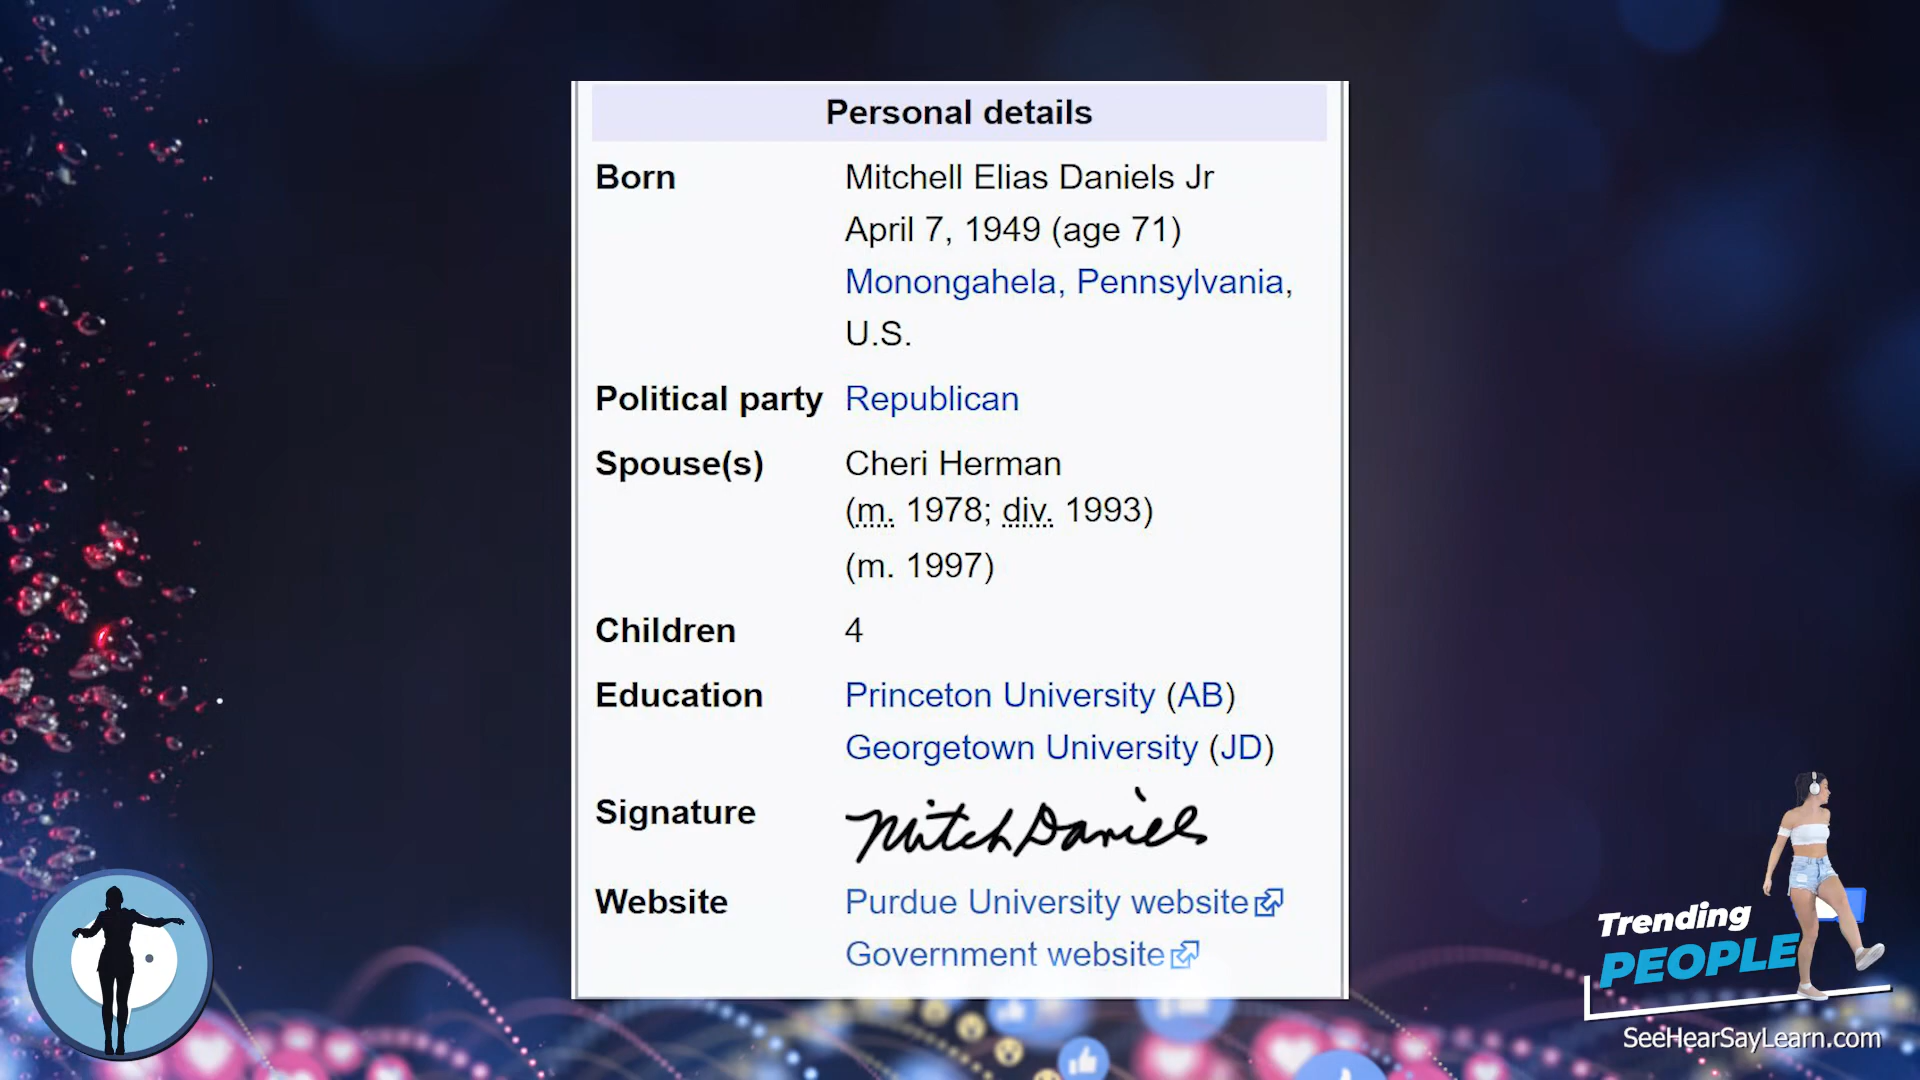 Personal details
Born Mitchell Elias Daniels Jr
April 7, 1949 (age 71)
Monongahela, Pennsylvania,
U.S.
Political party Republican
Spouse(s) Cheri Herman
(m. 1978; div. 1993)
(m. 1997)
Children 4
Education Princeton University (AB)
Georgetown University (JD)
Signature Mitch Daniels
Website Purdue University website
Government website
Trending
PEOPLE
SeeHearSayLearn.com